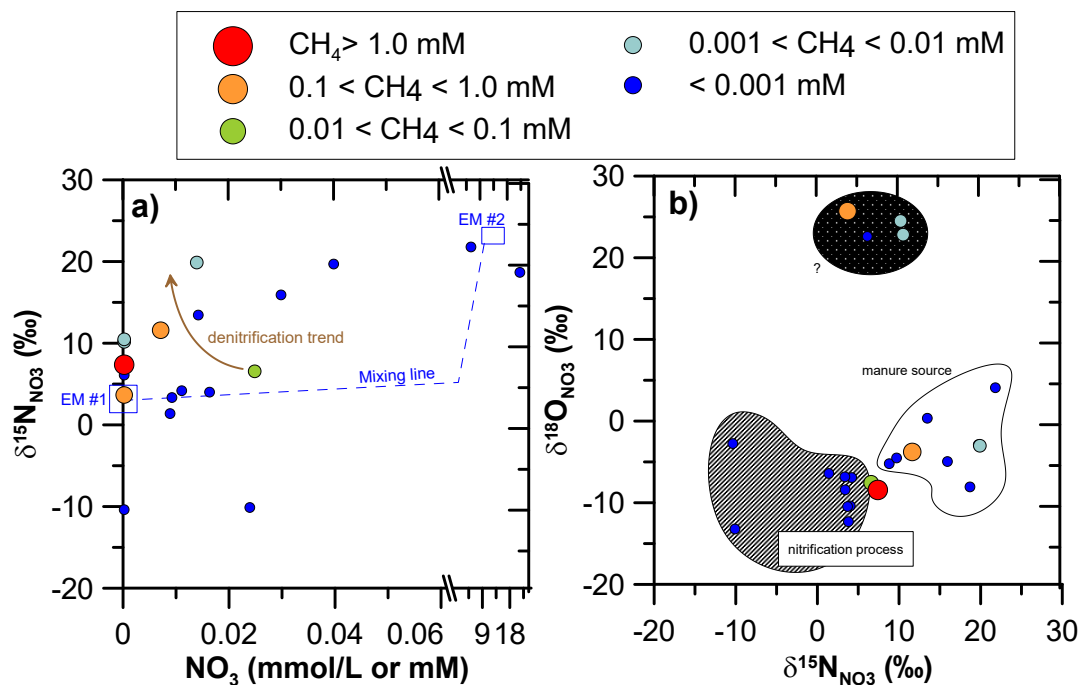 CH₄> 1.0 mM
0.1 < CH4 < 1.0 mM
0.01 < CH4 < 0.1 mM
0.001 < CH4 < 0.01 mM
< 0.001 mM
a)
30
20
10
0
-10
-20
δ¹⁵N_NO3 (‰)
EM #2
denitrification trend
Mixing line
EM #1
0 0.02 0.04 0.06 9 18
NO₃ (mmol/L or mM)
b)
30
20
10
0
-10
-20
δ¹⁸O_NO3 (‰)
?
manure source
nitrification process
-20 -10 0 10 20 30
δ¹⁵N_NO3 (‰)